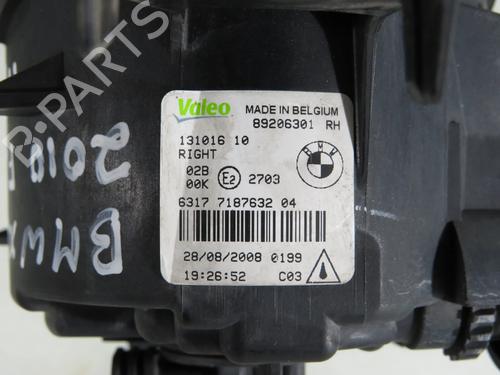 B-PARTS
Valeo
MADE IN BELGIUM
89206301 RH
131016 10
RIGHT
02B
00K E2 2703
6317 7187632 04
28/08/2008 0199
19:26:52 C03
BMW
2010